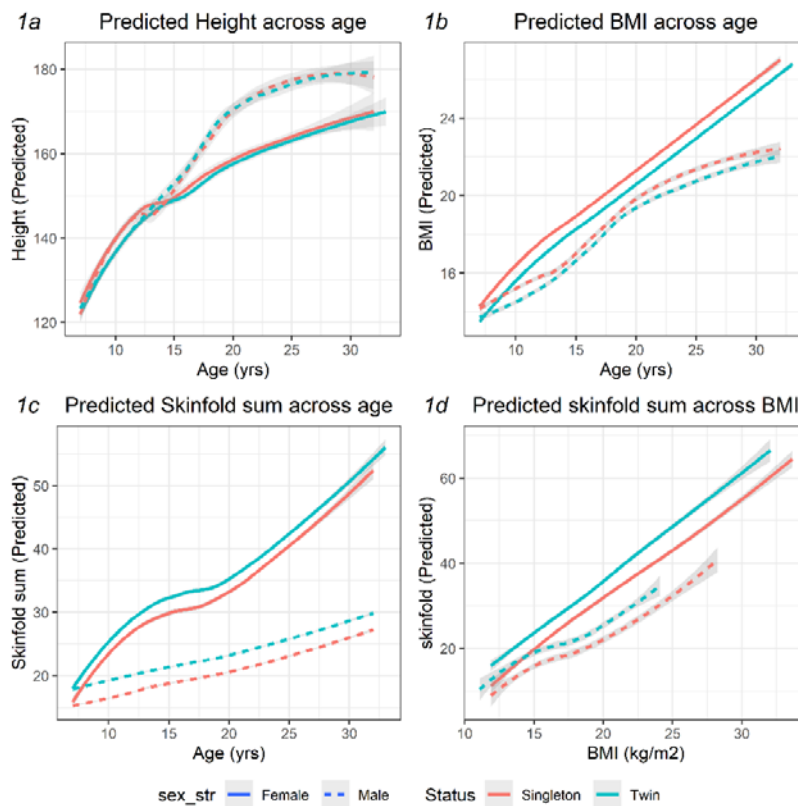 1a Predicted Height across age
Height (Predicted)
180
160
140
120
10 15 20 25 30
Age (yrs)
1b Predicted BMI across age
BMI (Predicted)
24
20
16
10 15 20 25 30
Age (yrs)
1c Predicted Skinfold sum across age
Skinfold sum (Predicted)
50
40
30
20
10 15 20 25 30
Age (yrs)
1d Predicted skinfold sum across BMI
skinfold (Predicted)
60
40
20
10 15 20 25 30
BMI (kg/m2)
sex_str Female Male Status Singleton Twin